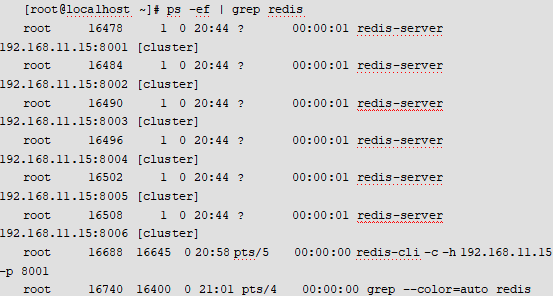 [root@localhost ~]# ps -ef | grep redis
root 16478 1 0 20:44 ? 00:00:01 redis-server
192.168.11.15:8001 [cluster]
root 16484 1 0 20:44 ? 00:00:01 redis-server
192.168.11.15:8002 [cluster]
root 16490 1 0 20:44 ? 00:00:01 redis-server
192.168.11.15:8003 [cluster]
root 16496 1 0 20:44 ? 00:00:01 redis-server
192.168.11.15:8004 [cluster]
root 16502 1 0 20:44 ? 00:00:01 redis-server
192.168.11.15:8005 [cluster]
root 16508 1 0 20:44 ? 00:00:01 redis-server
192.168.11.15:8006 [cluster]
root 16688 16645 0 20:58 pts/5 00:00:00 redis-cli -c -h 192.168.11.15
-p 8001
root 16740 16400 0 21:01 pts/4 00:00:00 grep --color=auto redis